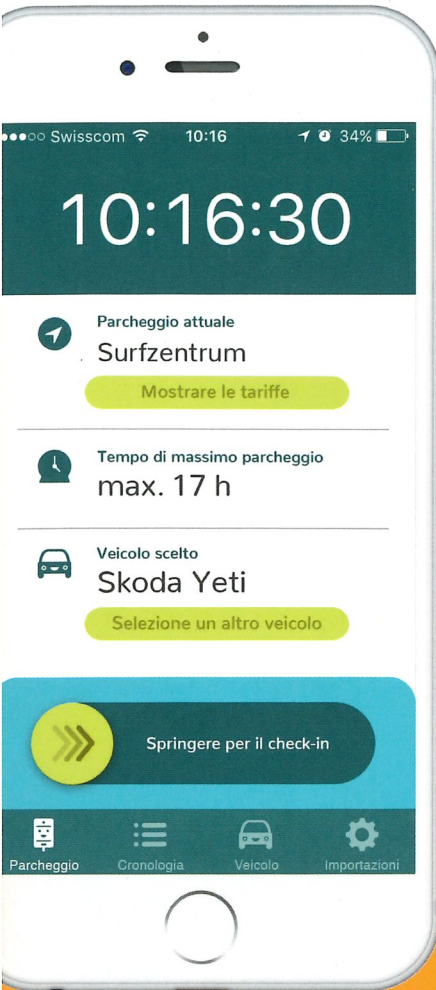 Swisscom 10:16 34%
10:16:30
Parcheggio attuale
Surfzentrum
Mostrare le tariffe
Tempo di massimo parcheggio
max. 17 h
Veicolo scelto
Skoda Yeti
Selezione un altro veicolo
Springere per il check-in
Parcheggio Cronologia Veicolo Importazioni